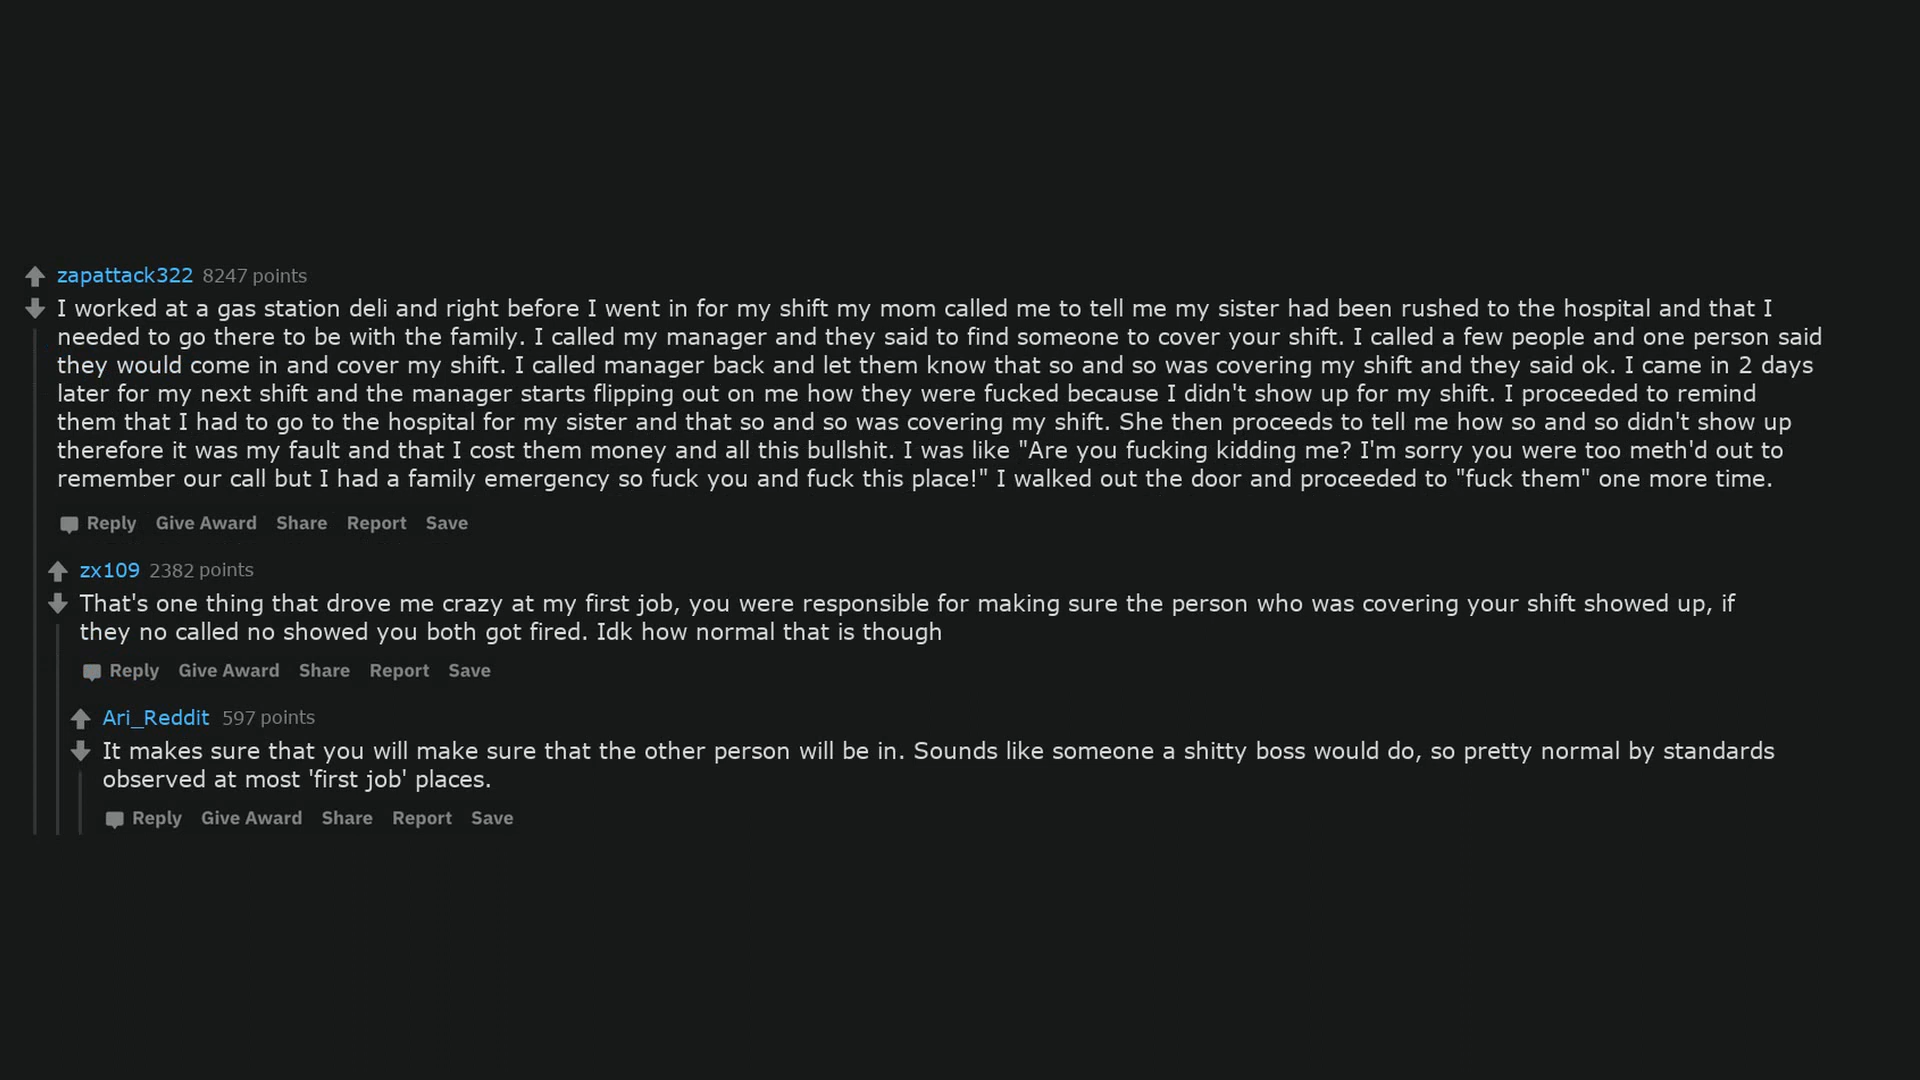 zapattack322 8247 points
I worked at a gas station deli and right before I went in for my shift my mom called me to tell me my sister had been rushed to the hospital and that I
needed to go there to be with the family. I called my manager and they said to find someone to cover your shift. I called a few people and one person said
they would come in and cover my shift. I called manager back and let them know that so and so was covering my shift and they said ok. I came in 2 days
later for my next shift and the manager starts flipping out on me how they were fucked because I didn't show up for my shift. I proceeded to remind
them that I had to go to the hospital for my sister and that so and so was covering my shift. She then proceeds to tell me how so and so didn't show up
therefore it was my fault and that I cost them money and all this bullshit. I was like "Are you fucking kidding me? I'm sorry you were too meth'd out to
remember our call but I had a family emergency so fuck you and fuck this place!" I walked out the door and proceeded to "fuck them" one more time.
Reply Give Award Share Report Save
zx109 2382 points
That's one thing that drove me crazy at my first job, you were responsible for making sure the person who was covering your shift showed up, if
they no called no showed you both got fired. Idk how normal that is though
Reply Give Award Share Report Save
Ari_Reddit 597 points
It makes sure that you will make sure that the other person will be in. Sounds like someone a shitty boss would do, so pretty normal by standards
observed at most 'first job' places.
Reply Give Award Share Report Save